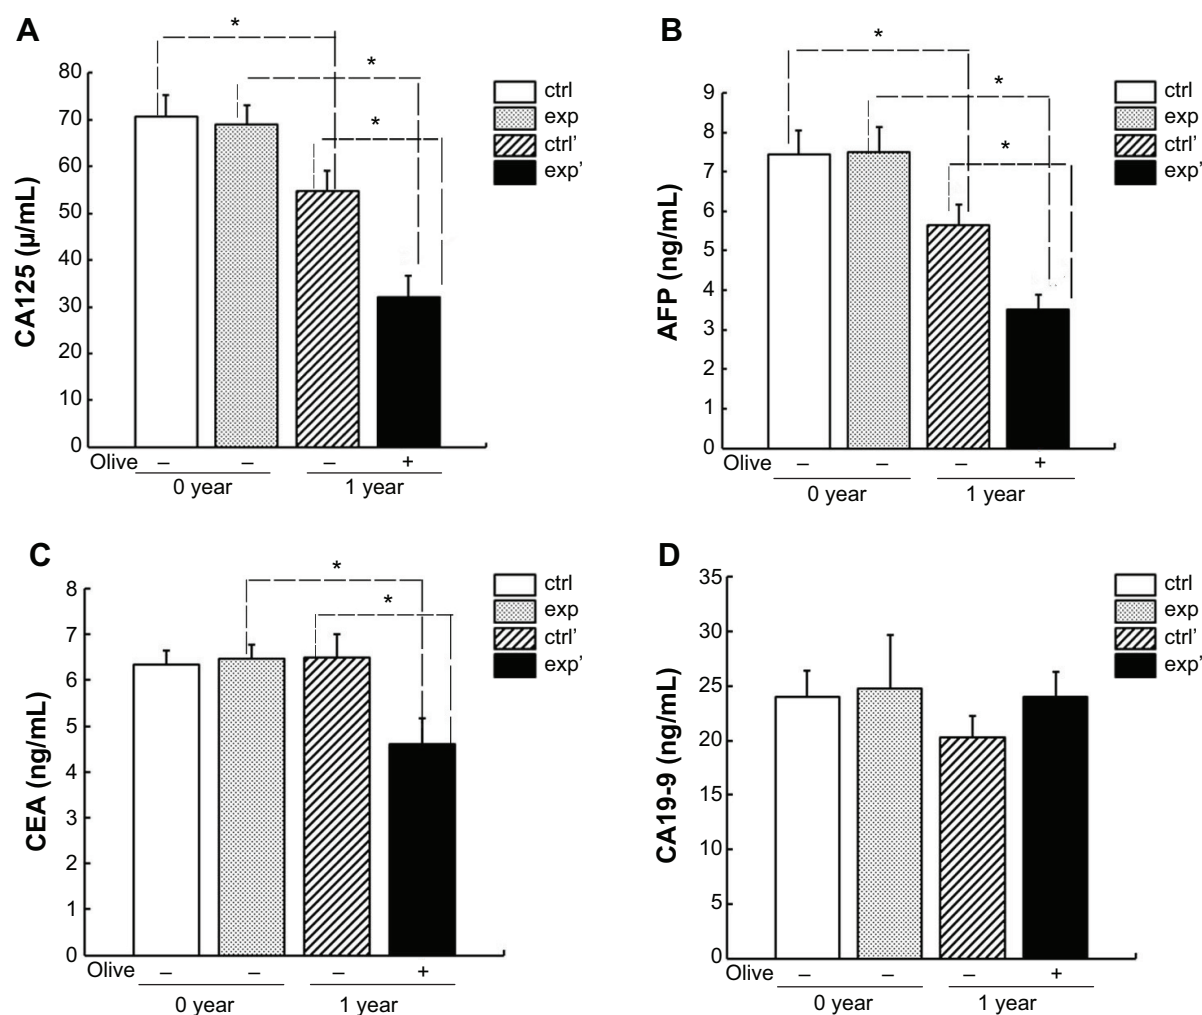 A
*
*
*
CA125 (µ/mL)
80
70
60
50
40
30
20
10
0
Olive – – – +
0 year 1 year
ctrl
exp
ctrl’
exp’
B
*
*
*
AFP (ng/mL)
9
8
7
6
5
4
3
2
1
0
Olive – – – +
0 year 1 year
ctrl
exp
ctrl’
exp’
C
*
*
CEA (ng/mL)
8
7
6
5
4
3
2
1
0
Olive – – – +
0 year 1 year
ctrl
exp
ctrl’
exp’
D
CA19-9 (ng/mL)
35
30
25
20
15
10
5
0
Olive – – – +
0 year 1 year
ctrl
exp
ctrl’
exp’